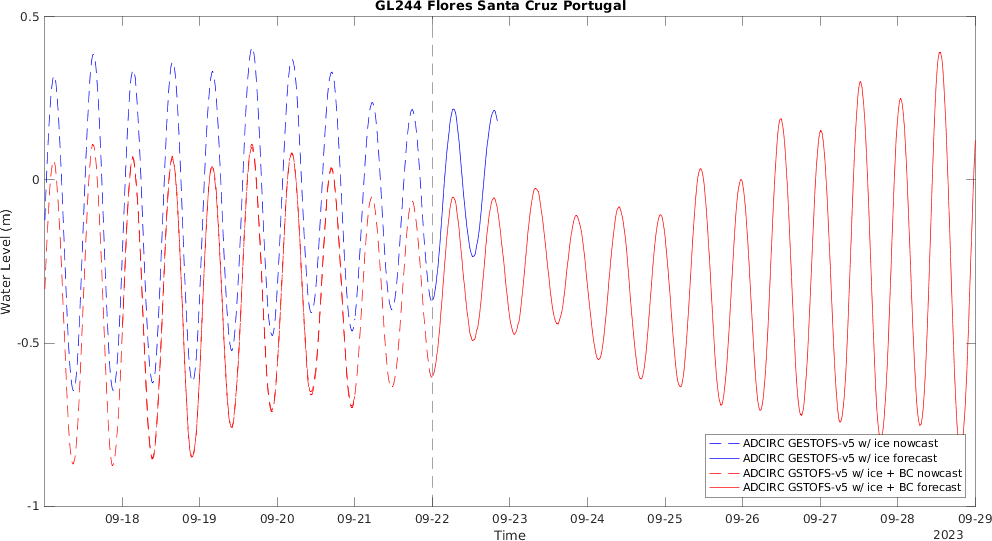 GL244 Flores Santa Cruz Portugal
0.5
0
-0.5
-1
Water Level (m)
ADCIRC GESTOFS-v5 w/ ice nowcast
ADCIRC GESTOFS-v5 w/ ice forecast
ADCIRC GSTOFS-v5 w/ ice + BC nowcast
ADCIRC GSTOFS-v5 w/ ice + BC forecast
09-18 09-19 09-20 09-21 09-22 09-23 09-24 09-25 09-26 09-27 09-28 09-29
Time
2023